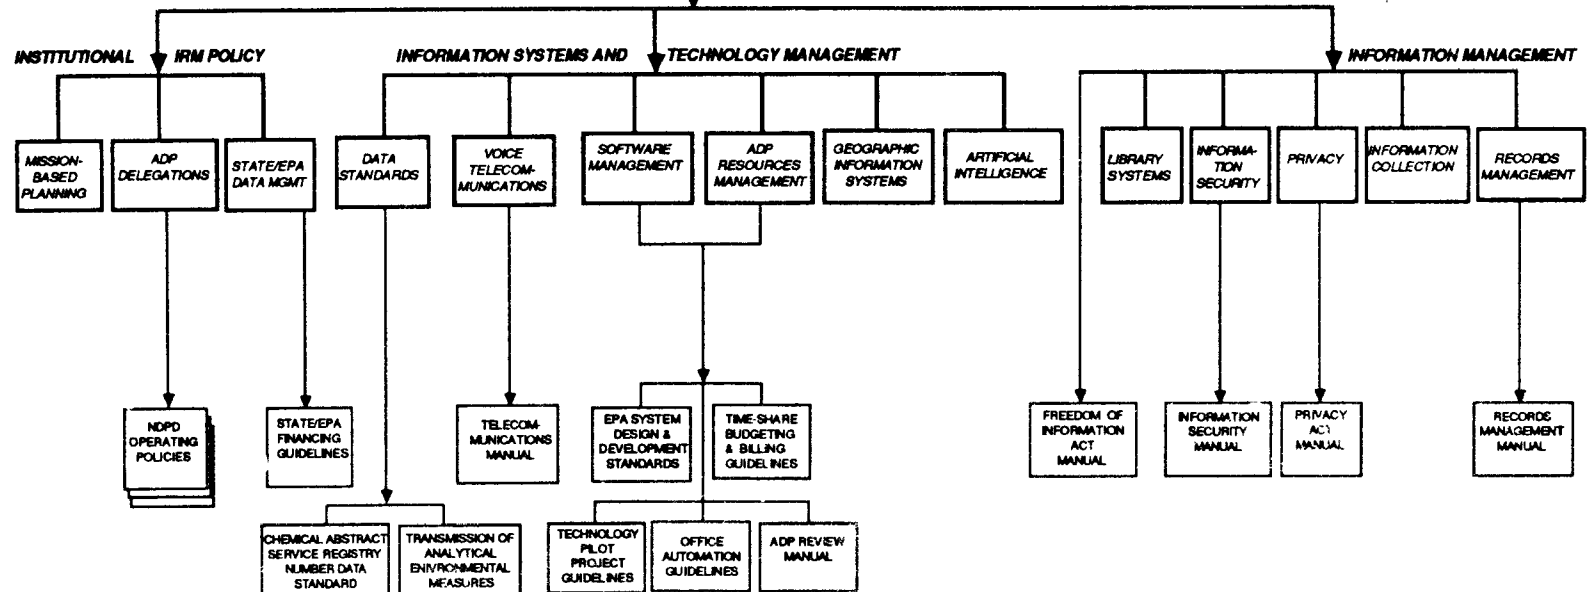 INSTITUTIONAL IRM POLICY
INFORMATION SYSTEMS AND TECHNOLOGY MANAGEMENT
INFORMATION MANAGEMENT
MISSION-
BASED
PLANNING
ADP
DELEGATIONS
STATE/EPA
DATA MGMT
DATA
STANDARDS
VOICE
TELECOM-
MUNICATIONS
SOFTWARE
MANAGEMENT
ADP
RESOURCES
MANAGEMENT
GEOGRAPHIC
INFORMATION
SYSTEMS
ARTIFICIAL
INTELLIGENCE
LIBRARY
SYSTEMS
INFORMA-
TION
SECURITY
PRIVACY
INFORMATION
COLLECTION
RECORDS
MANAGEMENT
NDPD
OPERATING
POLICIES
STATE/EPA
FINANCING
GUIDELINES
TELECOM-
MUNICATIONS
MANUAL
EPA SYSTEM
DESIGN &
DEVELOPMENT
STANDARDS
TIME-SHARE
BUDGETING
& BILLING
GUIDELINES
FREEDOM OF
INFORMATION
ACT
MANUAL
INFORMATION
SECURITY
MANUAL
PRIVACY
ACT
MANUAL
RECORDS
MANAGEMENT
MANUAL
CHEMICAL ABSTRACT
SERVICE REGISTRY
NUMBER DATA
STANDARD
TRANSMISSION OF
ANALYTICAL
ENVIRONMENTAL
MEASURES
TECHNOLOGY
PILOT
PROJECT
GUIDELINES
OFFICE
AUTOMATION
GUIDELINES
ADP REVIEW
MANUAL